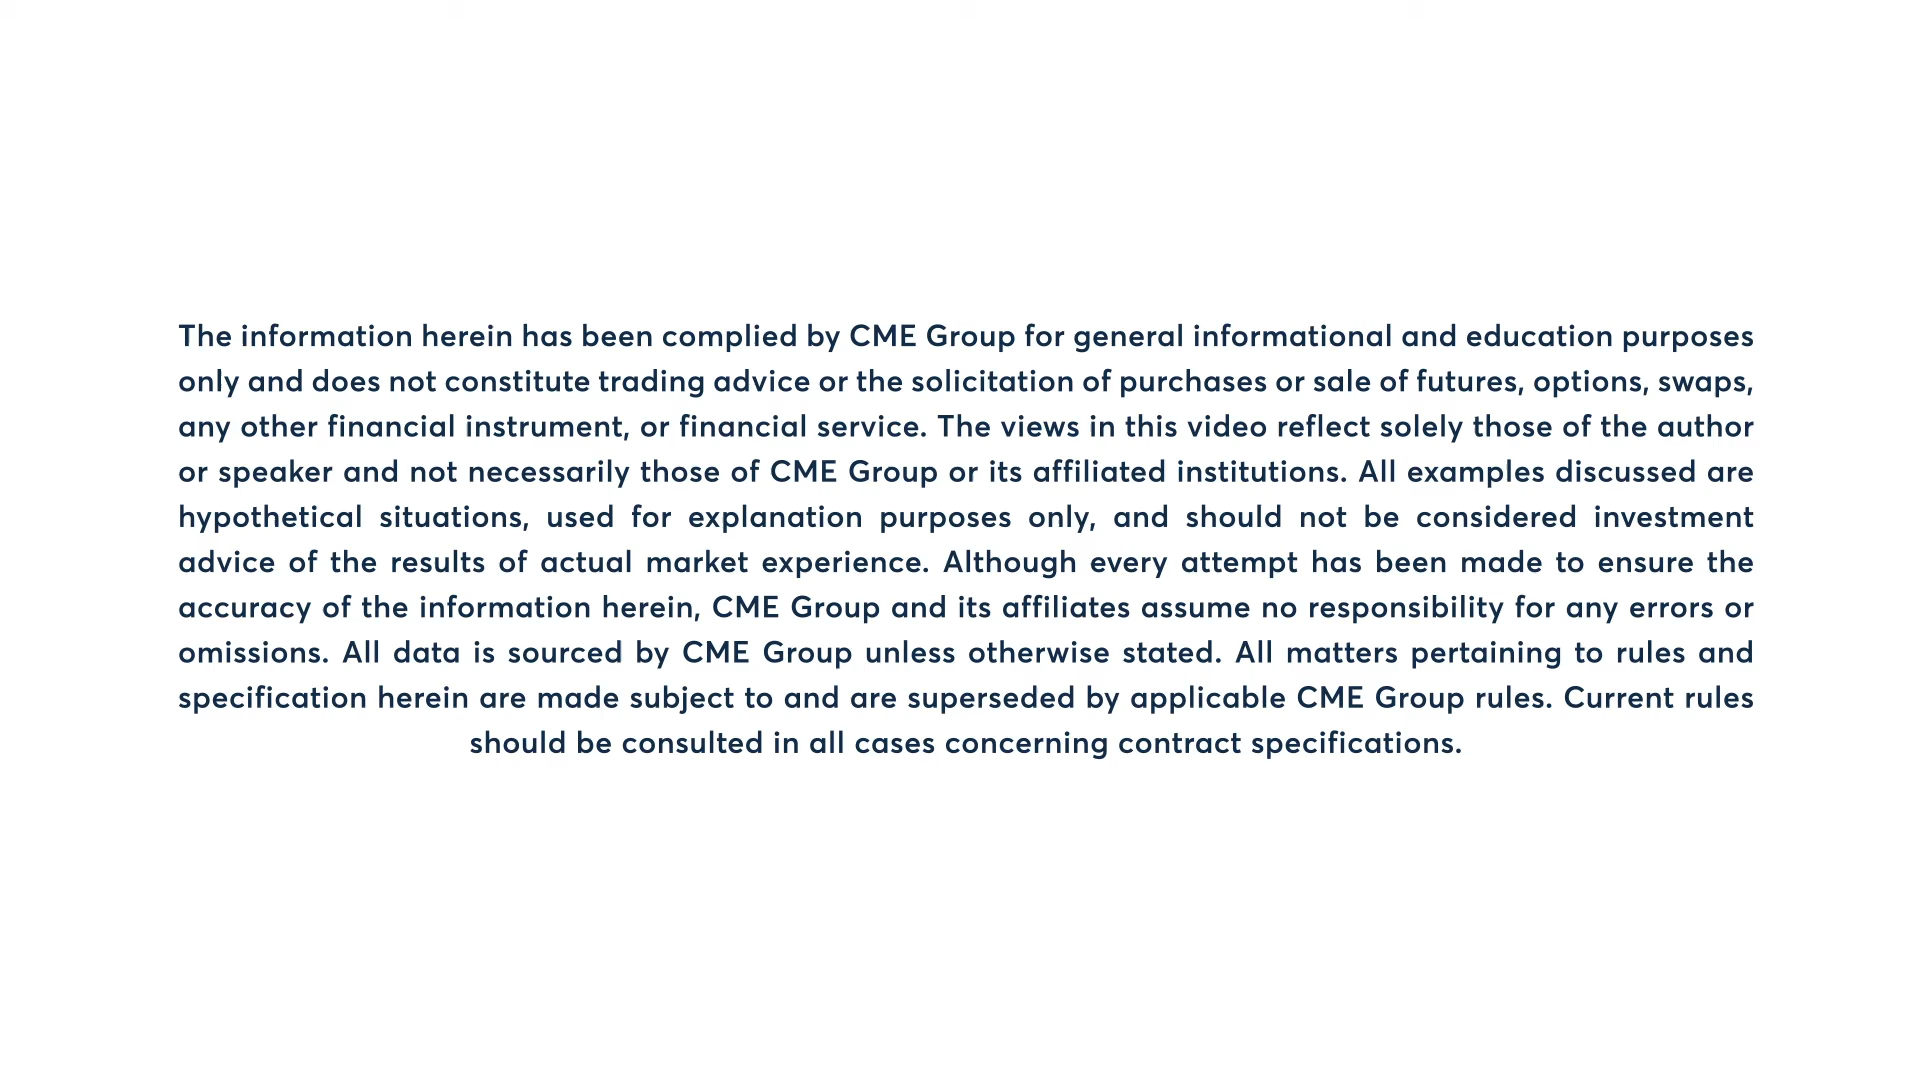 The information herein has been complied by CME Group for general informational and education purposes
only and does not constitute trading advice or the solicitation of purchases or sale of futures, options, swaps,
any other financial instrument, or financial service. The views in this video reflect solely those of the author
or speaker and not necessarily those of CME Group or its affiliated institutions. All examples discussed are
hypothetical situations, used for explanation purposes only, and should not be considered investment
advice of the results of actual market experience. Although every attempt has been made to ensure the
accuracy of the information herein, CME Group and its affiliates assume no responsibility for any errors or
omissions. All data is sourced by CME Group unless otherwise stated. All matters pertaining to rules and
specification herein are made subject to and are superseded by applicable CME Group rules. Current rules
should be consulted in all cases concerning contract specifications.